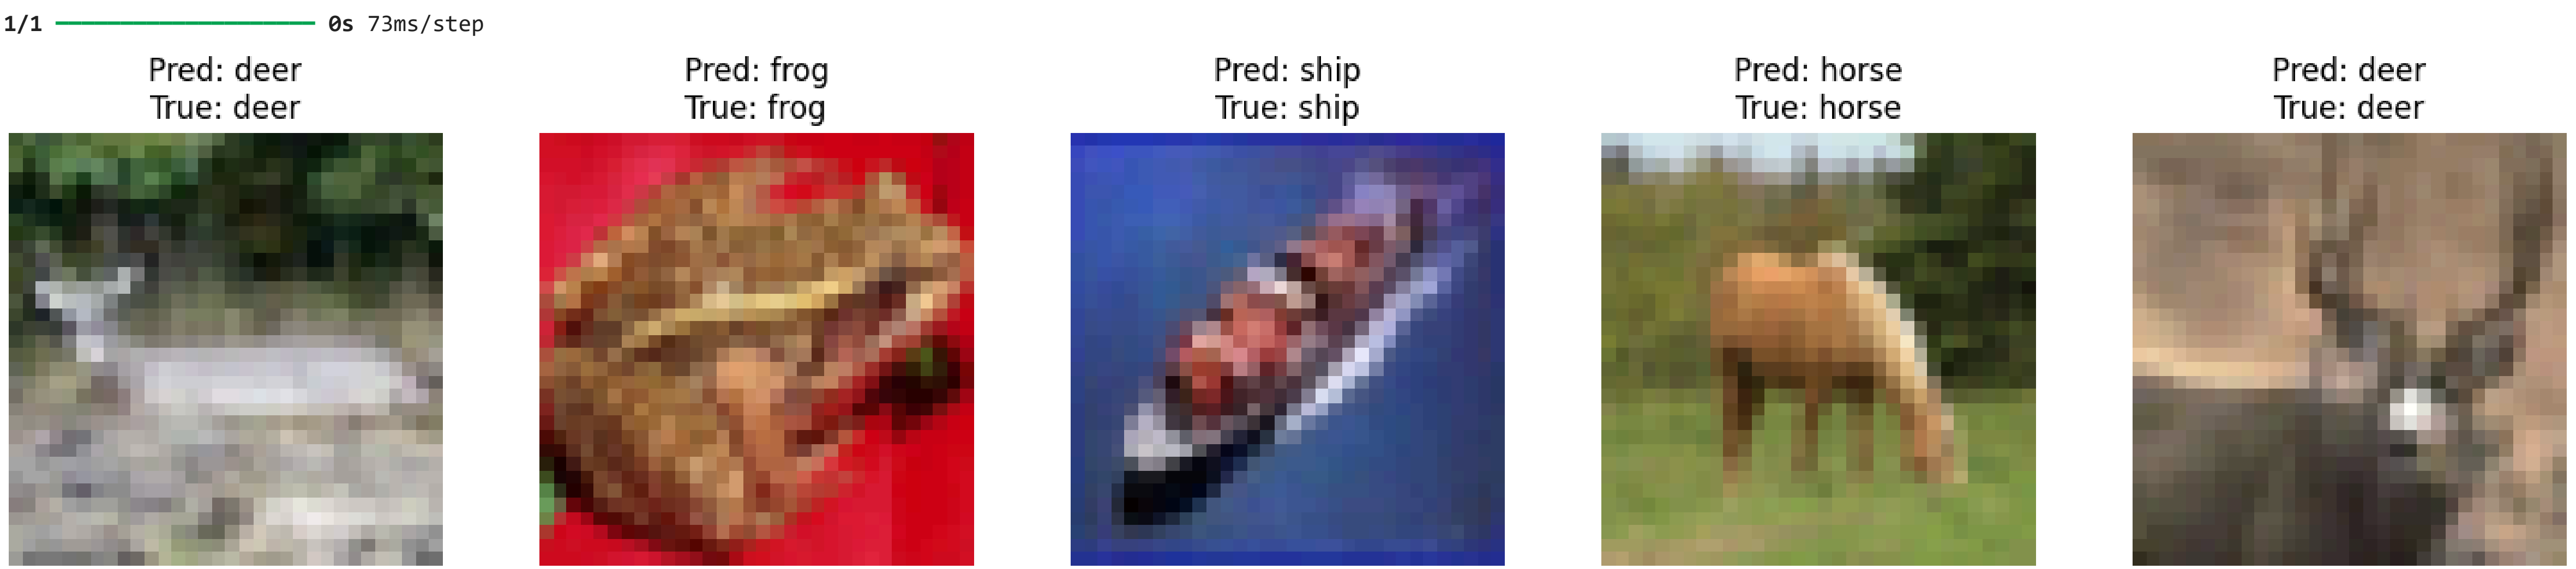 1/1 ━━━━━━━━━━━━━━━━━━━━ 0s 73ms/step
Pred: deer
True: deer
Pred: frog
True: frog
Pred: ship
True: ship
Pred: horse
True: horse
Pred: deer
True: deer